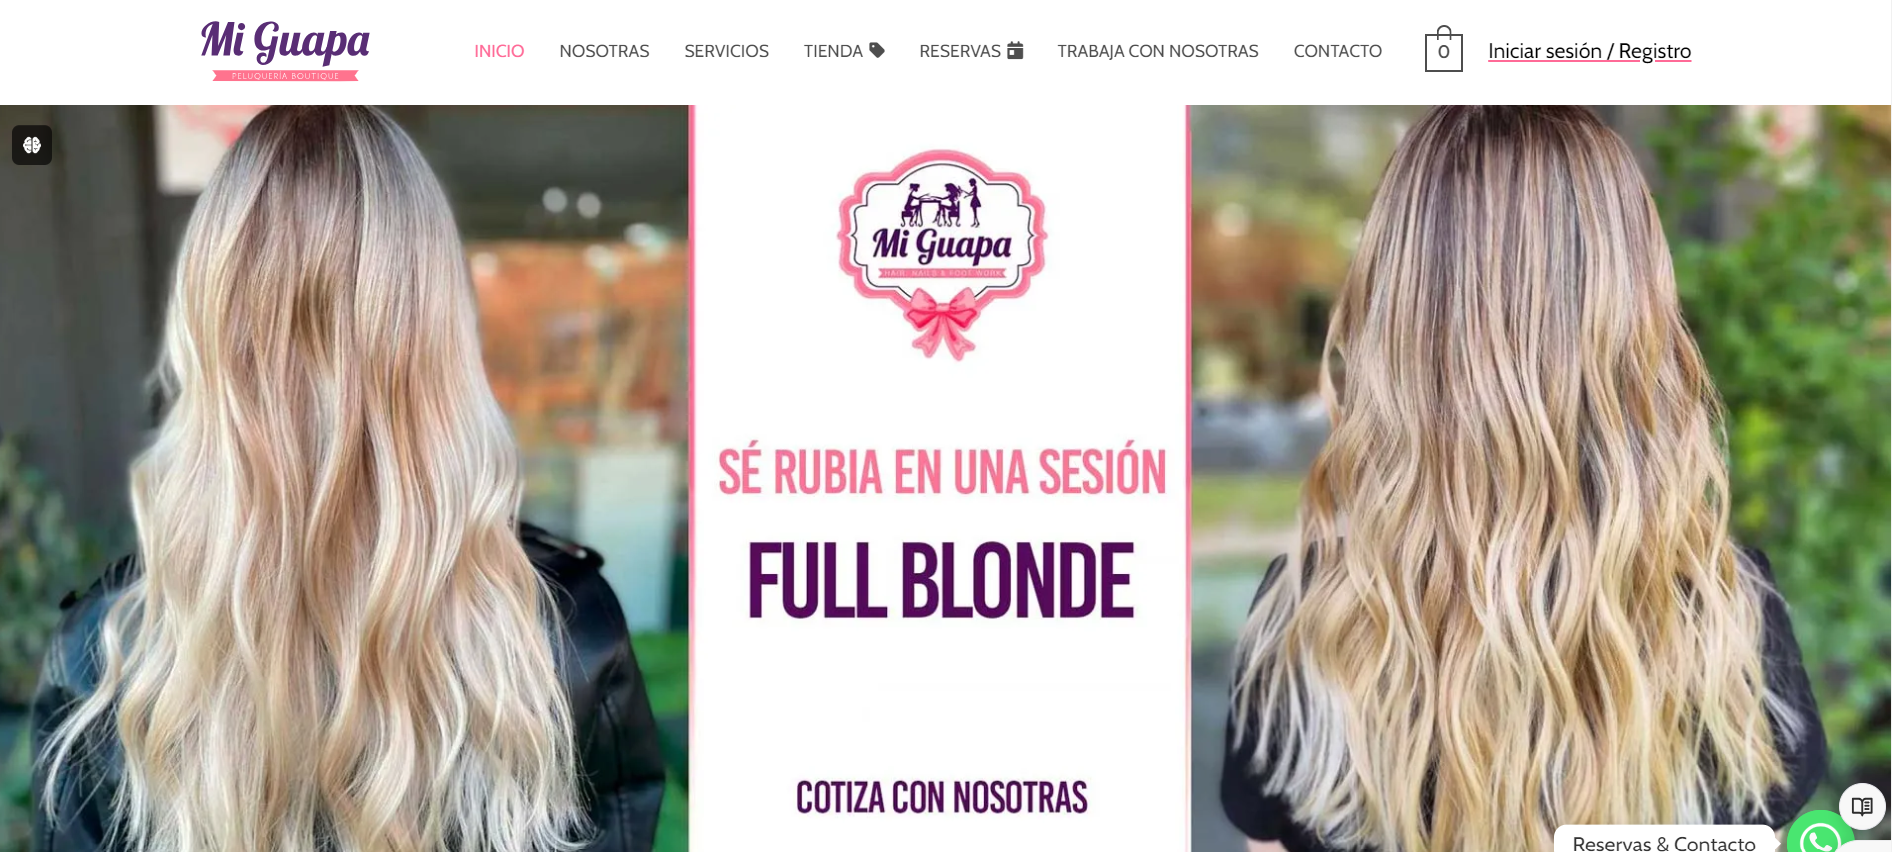 Mi Guapa
PELUQUERÍA BOUTIQUE
INICIO
NOSOTRAS
SERVICIOS
TIENDA
RESERVAS
TRABAJA CON NOSOTRAS
CONTACTO
0
Iniciar sesión / Registro
Mi Guapa
HAIR, NAILS & FOOT WORK
SÉ RUBIA EN UNA SESIÓN
FULL BLONDE
COTIZA CON NOSOTRAS
Reservas & Contacto